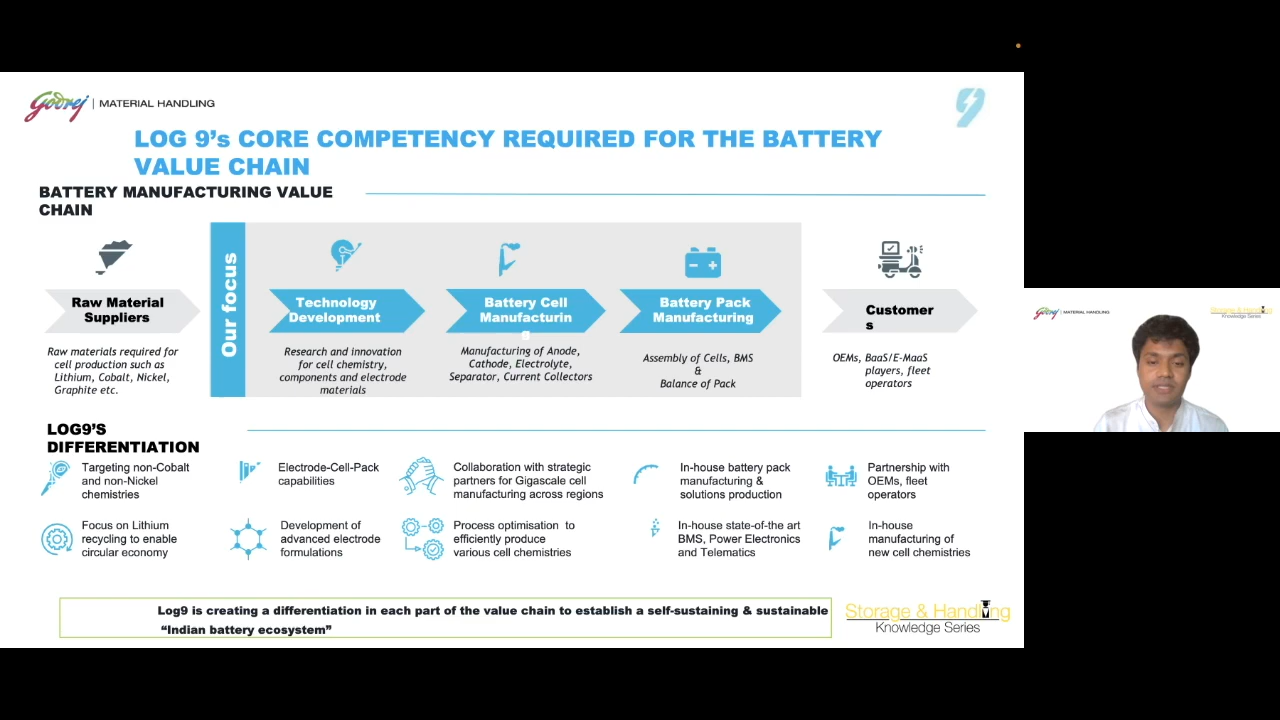 Godrej | MATERIAL HANDLING
LOG 9's CORE COMPETENCY REQUIRED FOR THE BATTERY
VALUE CHAIN
BATTERY MANUFACTURING VALUE
CHAIN
Our focus
Raw Material
Suppliers
Technology
Development
Battery Cell
Manufacturin
g
Battery Pack
Manufacturing
Customer
s
Raw materials required for
cell production such as
Lithium, Cobalt, Nickel,
Graphite etc.
Research and innovation
for cell chemistry,
components and electrode
materials
Manufacturing of Anode,
Cathode, Electrolyte,
Separator, Current Collectors
Assembly of Cells, BMS
&
Balance of Pack
OEMs, BaaS/E-MaaS
players, fleet
operators
LOG9'S
DIFFERENTIATION
Targeting non-Cobalt
and non-Nickel
chemistries
Electrode-Cell-Pack
capabilities
Collaboration with strategic
partners for Gigascale cell
manufacturing across regions
In-house battery pack
manufacturing &
solutions production
Partnership with
OEMs, fleet
operators
Focus on Lithium
recycling to enable
circular economy
Development of
advanced electrode
formulations
Process optimisation to
efficiently produce
various cell chemistries
In-house state-of-the art
BMS, Power Electronics
and Telematics
In-house
manufacturing of
new cell chemistries
Log9 is creating a differentiation in each part of the value chain to establish a self-sustaining & sustainable
“Indian battery ecosystem”
Storage & Handling
Knowledge Series
Godrej | MATERIAL HANDLING
Storage & Handling
Knowledge Series